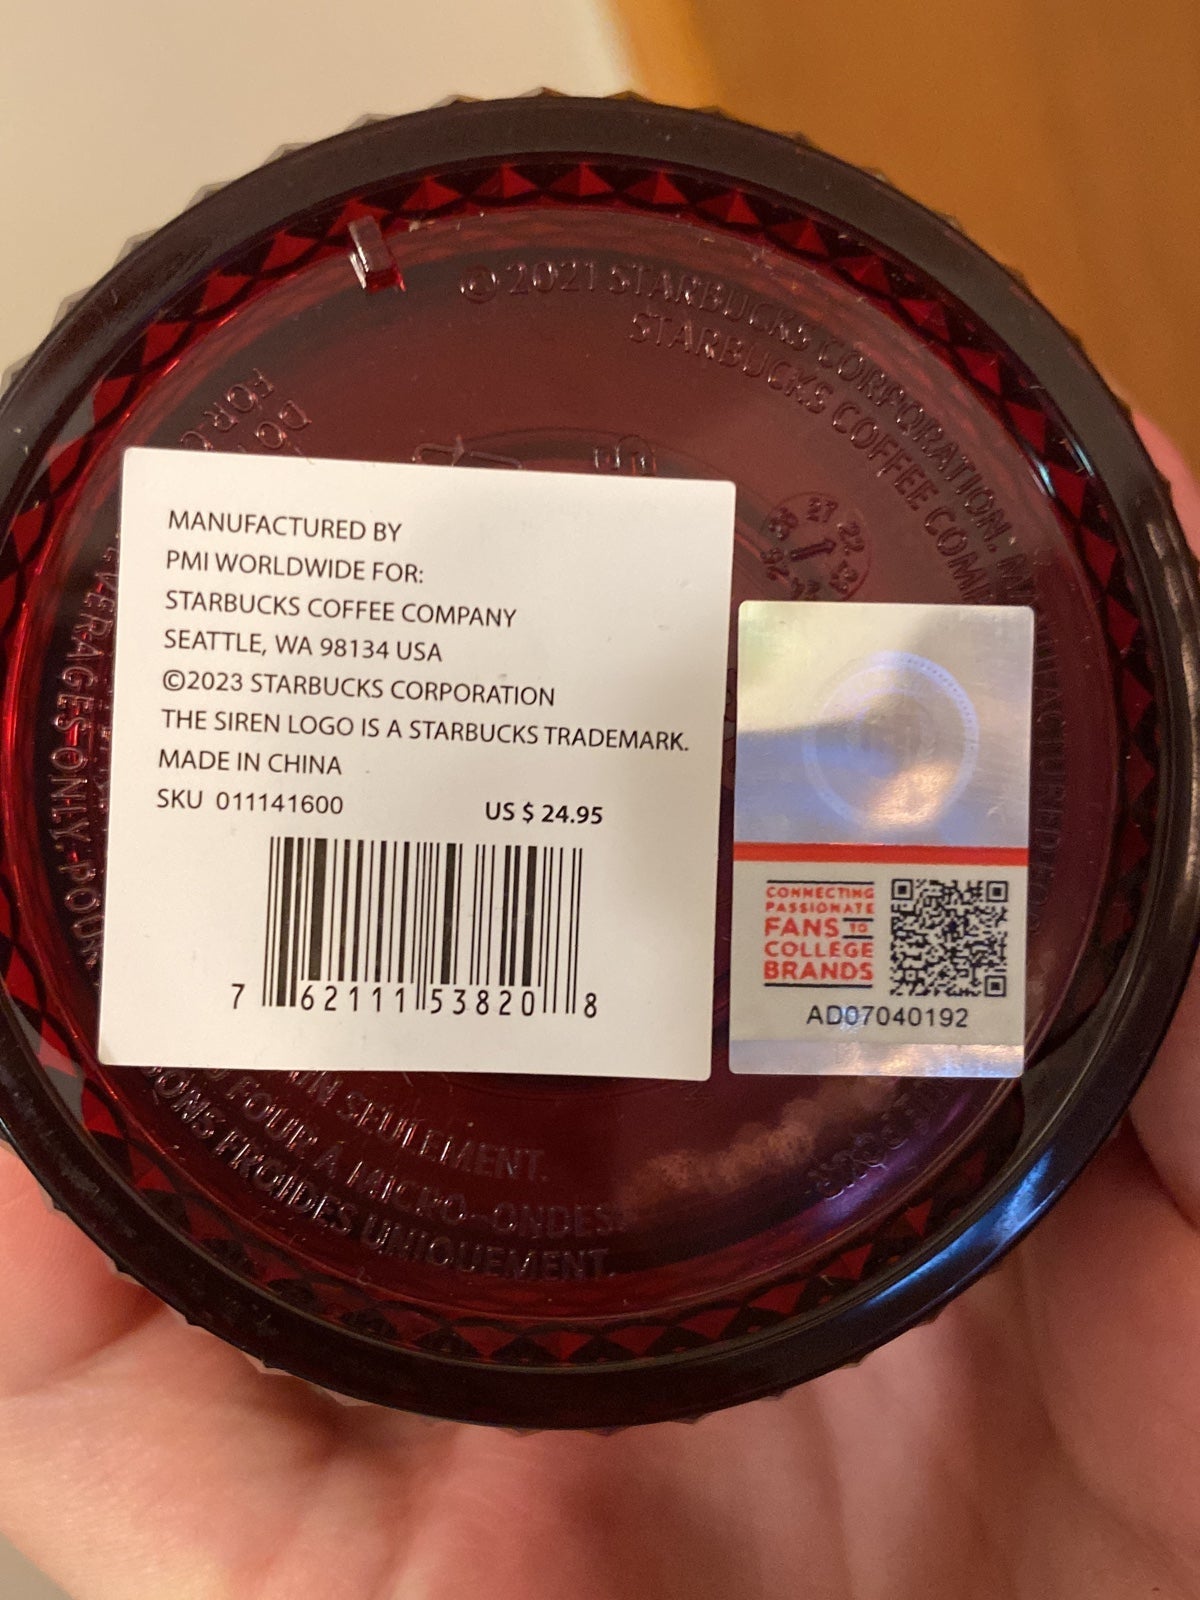 © 2021 STARBUCKS CORPORATION.
STARBUCKS COFFEE
MANUFACTURED BY
PMI WORLDWIDE FOR:
STARBUCKS COFFEE COMPANY
SEATTLE, WA 98134 USA
©2023 STARBUCKS CORPORATION
THE SIREN LOGO IS A STARBUCKS TRADEMARK.
MADE IN CHINA
SKU 011141600
US $ 24.95
7 62111 53820 8
CONNECTING
PASSIONATE
FANS TO
COLLEGE
BRANDS
AD07040192
BEVERAGES ONLY.
SEULEMENT.
FOUR À MICRO-ONDES.
FROIDES UNIQUEMENT.